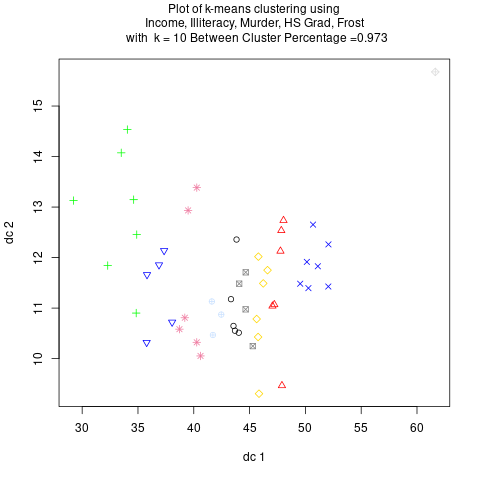 Plot of k-means clustering using
Income, Illiteracy, Murder, HS Grad, Frost
with k = 10 Between Cluster Percentage =0.973
15
14
13
12
11
10
dc 2
30 35 40 45 50 55 60
dc 1